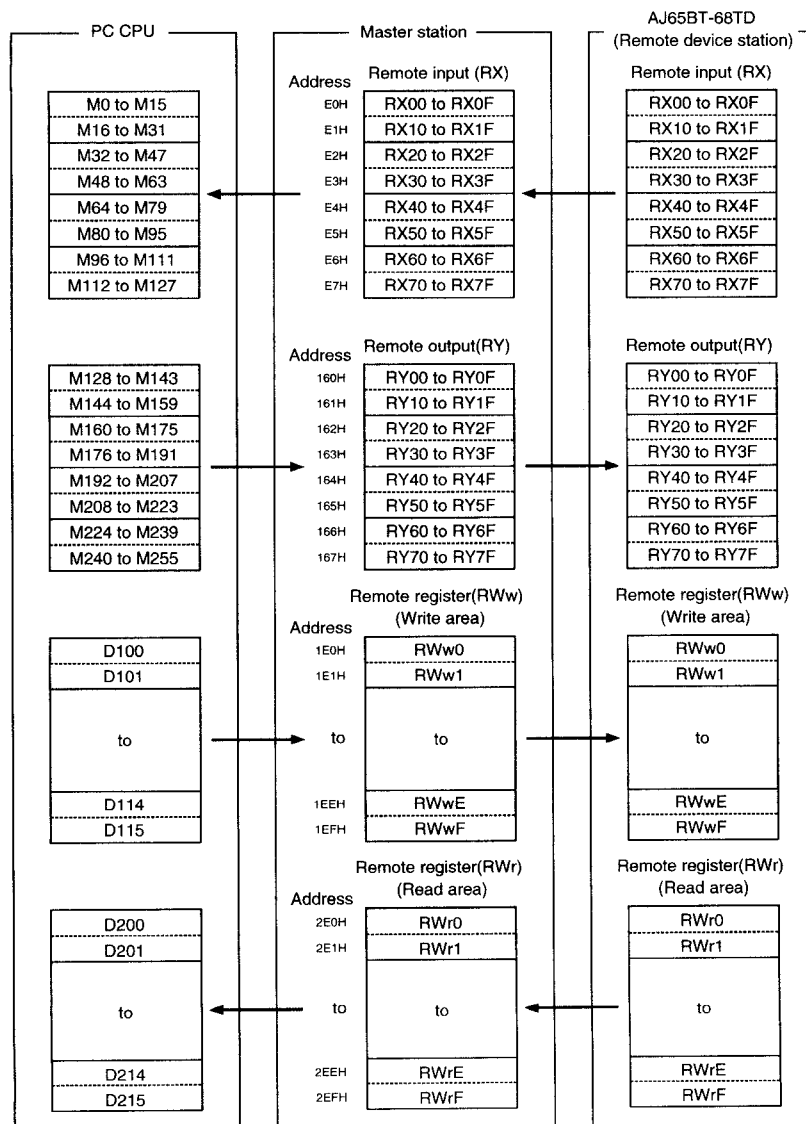 PC CPU
Master station
AJ65BT-68TD
(Remote device station)
Address
Remote input (RX)
Remote input (RX)
M0 to M15
E0H
RX00 to RX0F
RX00 to RX0F
M16 to M31
E1H
RX10 to RX1F
RX10 to RX1F
M32 to M47
E2H
RX20 to RX2F
RX20 to RX2F
M48 to M63
E3H
RX30 to RX3F
RX30 to RX3F
M64 to M79
E4H
RX40 to RX4F
RX40 to RX4F
M80 to M95
E5H
RX50 to RX5F
RX50 to RX5F
M96 to M111
E6H
RX60 to RX6F
RX60 to RX6F
M112 to M127
E7H
RX70 to RX7F
RX70 to RX7F
Address
Remote output(RY)
Remote output(RY)
M128 to M143
160H
RY00 to RY0F
RY00 to RY0F
M144 to M159
161H
RY10 to RY1F
RY10 to RY1F
M160 to M175
162H
RY20 to RY2F
RY20 to RY2F
M176 to M191
163H
RY30 to RY3F
RY30 to RY3F
M192 to M207
164H
RY40 to RY4F
RY40 to RY4F
M208 to M223
165H
RY50 to RY5F
RY50 to RY5F
M224 to M239
166H
RY60 to RY6F
RY60 to RY6F
M240 to M255
167H
RY70 to RY7F
RY70 to RY7F
Address
Remote register(RWw)
(Write area)
Remote register(RWw)
(Write area)
D100
1E0H
RWw0
RWw0
D101
1E1H
RWw1
RWw1
to
to
to
to
D114
1EEH
RWwE
RWwE
D115
1EFH
RWwF
RWwF
Address
Remote register(RWr)
(Read area)
Remote register(RWr)
(Read area)
D200
2E0H
RWr0
RWr0
D201
2E1H
RWr1
RWr1
to
to
to
to
D214
2EEH
RWrE
RWrE
D215
2EFH
RWrF
RWrF